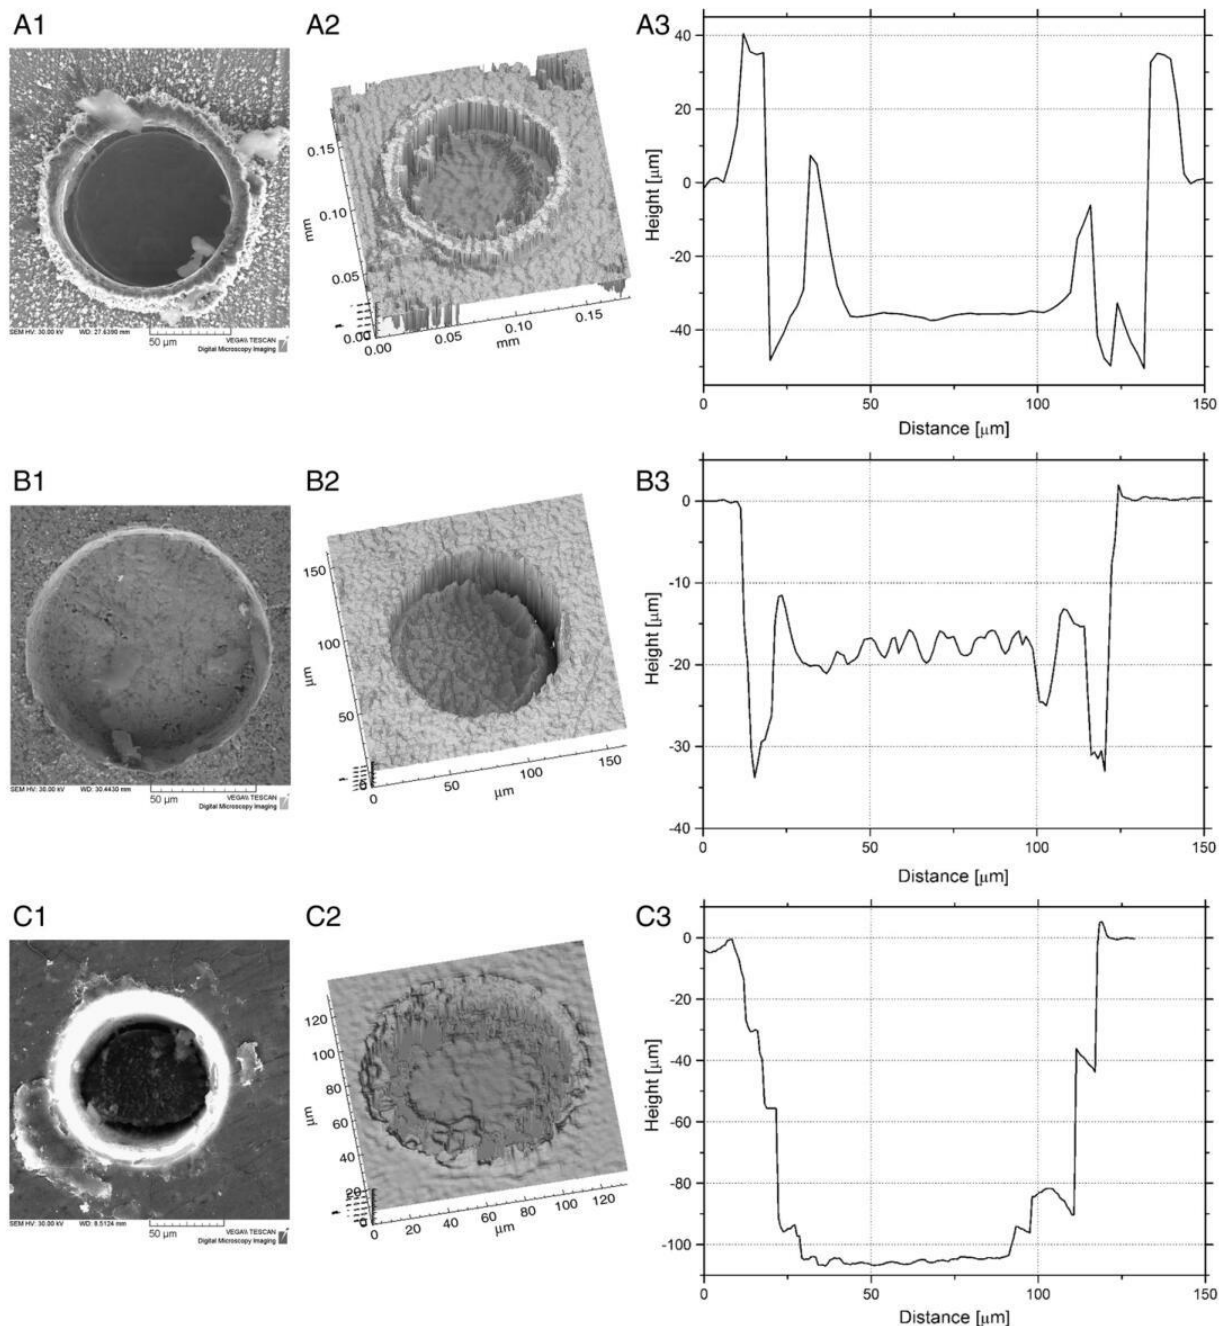 A1
SEM HV: 30.00 kV WD: 27.6390 mm
50 µm
VEGA\\ TESCAN
Digital Microscopy Imaging
A2
0.15
0.10
0.05
0.00
mm
0.00 0.05 0.10 0.15
mm
A3
40
20
0
-20
-40
Height [µm]
0 50 100 150
Distance [µm]
B1
SEM HV: 30.00 kV WD: 30.4430 mm
50 µm
VEGA\\ TESCAN
Digital Microscopy Imaging
B2
150
100
50
0
µm
0 50 100 150
µm
B3
0
-10
-20
-30
-40
Height [µm]
0 50 100 150
Distance [µm]
C1
SEM HV: 30.00 kV WD: 9.5124 mm
50 µm
VEGA\\ TESCAN
Digital Microscopy Imaging
C2
120
100
80
60
40
20
µm
0 20 40 60 80 100 120
µm
C3
0
-20
-40
-60
-80
-100
Height [µm]
0 50 100 150
Distance [µm]